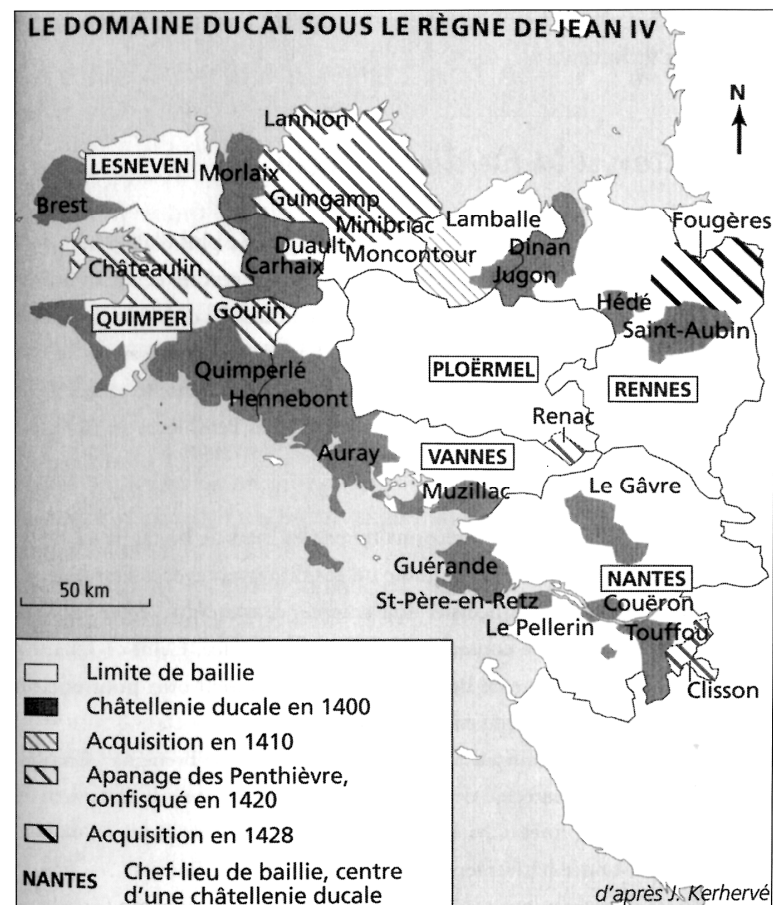 LE DOMAINE DUCAL SOUS LE RÈGNE DE JEAN IV
N
Lannion
LESNEVEN
Morlaix
Brest
Guingamp
Minibriac
Lamballe
Fougères
Duault
Dinan
Moncontour
Châteaulin
Carhaix
Jugon
Gourin
Hédé
QUIMPER
Saint-Aubin
Quimperlé
PLOËRMEL
RENNES
Hennebont
Renac
Auray
VANNES
Muzillac
Le Gâvre
Guérande
NANTES
50 km
St-Père-en-Retz
Couëron
Le Pellerin
Touffou
Clisson
Limite de baillie
Châtellenie ducale en 1400
Acquisition en 1410
Apanage des Penthièvre,
confisqué en 1420
Acquisition en 1428
NANTES Chef-lieu de baillie, centre
d'une châtellenie ducale
d'après J. Kerhervé